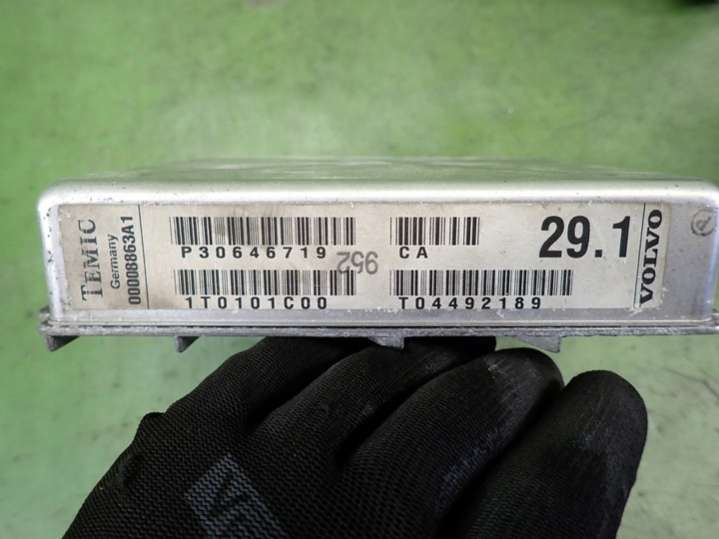 TEMIC
Germany
00008863A1
P30646719
CA
952
1T0101C00
T04492189
29.1
VOLVO